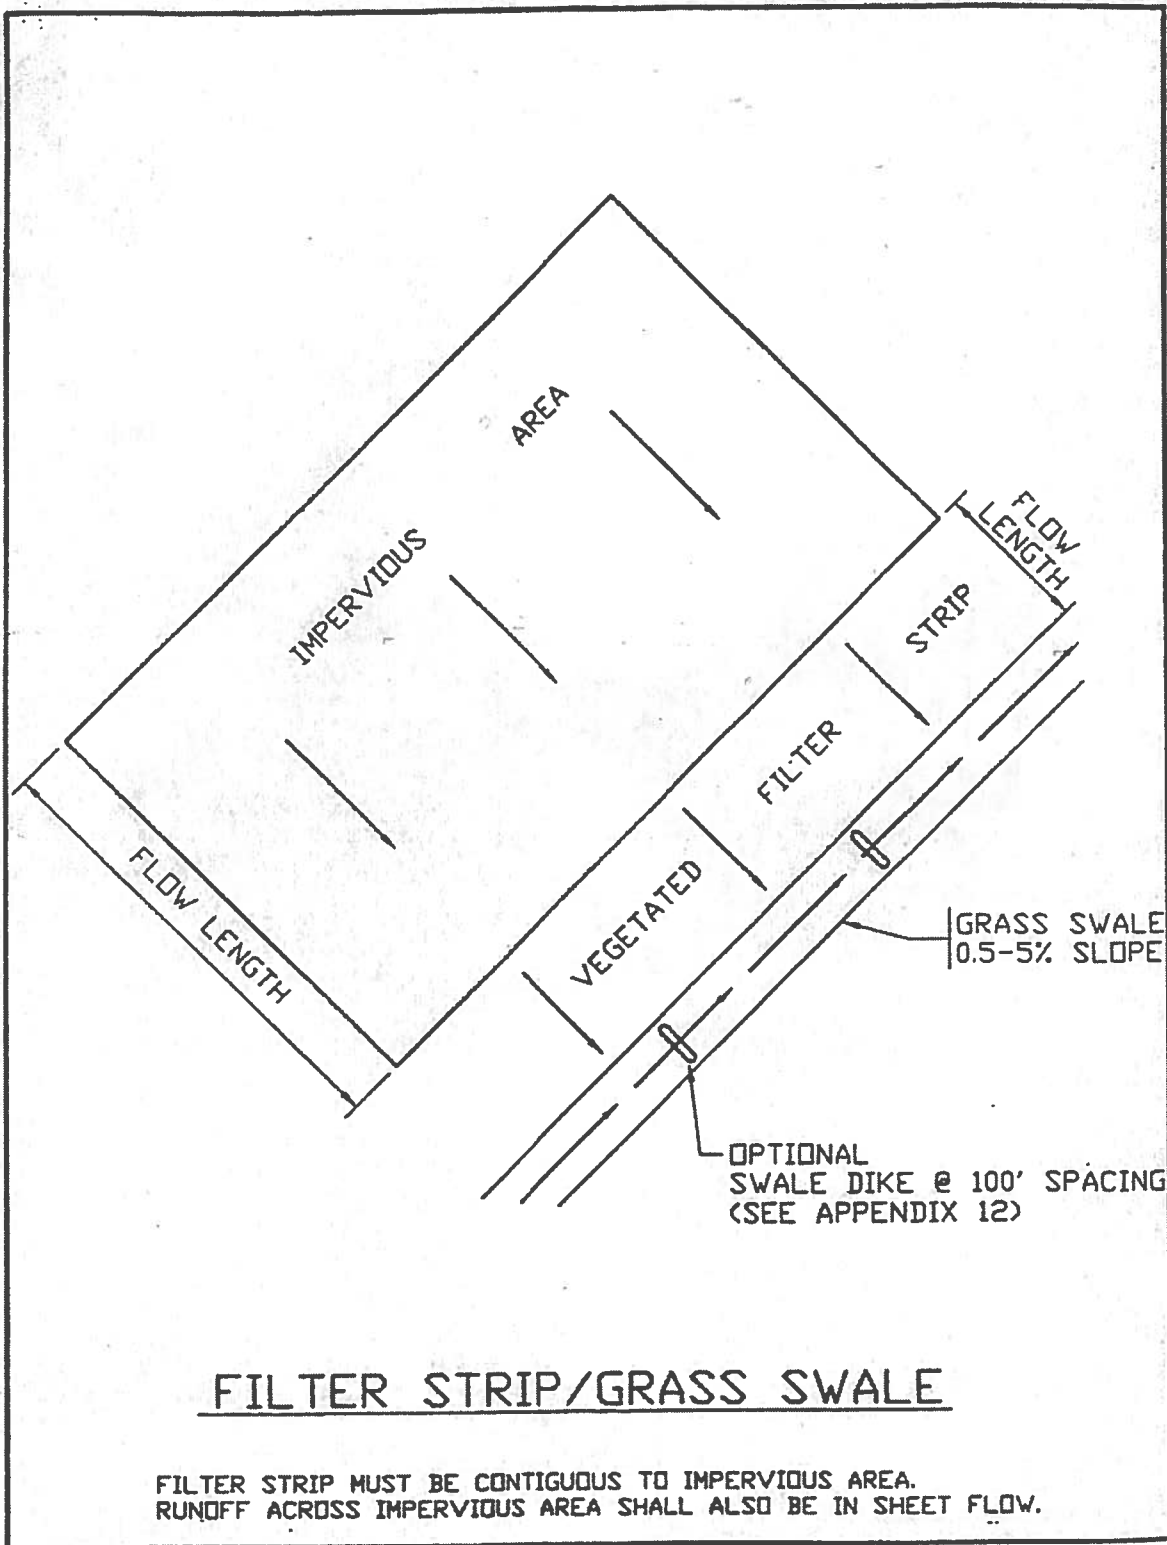 IMPERVIOUS AREA
FLOW
LENGTH
VEGETATED FILTER STRIP
FLOW LENGTH
GRASS SWALE
0.5-5% SLOPE
OPTIONAL
SWALE DIKE @ 100' SPACING
(SEE APPENDIX 12)
FILTER STRIP/GRASS SWALE
FILTER STRIP MUST BE CONTIGUOUS TO IMPERVIOUS AREA.
RUNOFF ACROSS IMPERVIOUS AREA SHALL ALSO BE IN SHEET FLOW.